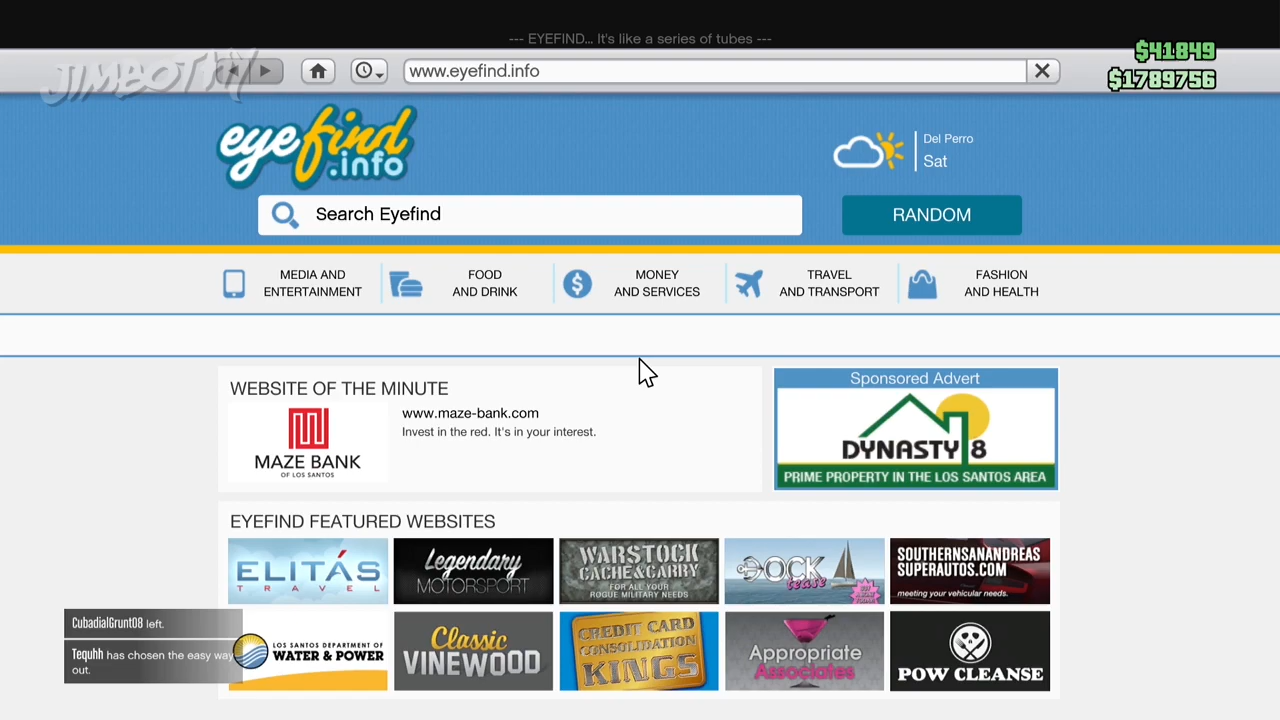 --- EYEFIND... It's like a series of tubes ---
JIMBOT
www.eyefind.info
$41849
$1789756
eyefind
.info
Del Perro
Sat
Search Eyefind
RANDOM
MEDIA AND
ENTERTAINMENT
FOOD
AND DRINK
MONEY
AND SERVICES
TRAVEL
AND TRANSPORT
FASHION
AND HEALTH
WEBSITE OF THE MINUTE
MAZE BANK
OF LOS SANTOS
www.maze-bank.com
Invest in the red. It's in your interest.
Sponsored Advert
DYNASTY 8
PRIME PROPERTY IN THE LOS SANTOS AREA
EYEFIND FEATURED WEBSITES
ELITÁS
TRAVEL
Legendary
MOTORSPORT
WARSTOCK
CACHE & CARRY
FOR ALL YOUR
ROGUE MILITARY NEEDS
DOCK
tease
SOUTHERNSANANDREAS
SUPERAUTOS.COM
meeting your vehicular needs.
LOS SANTOS DEPARTMENT OF
WATER & POWER
Classic
VINEWOOD
CREDIT CARD
CONSOLIDATION
KINGS
Appropriate
Associates
POW CLEANSE
CubadialGrunt08 left.
Tequhh has chosen the easy way
out.